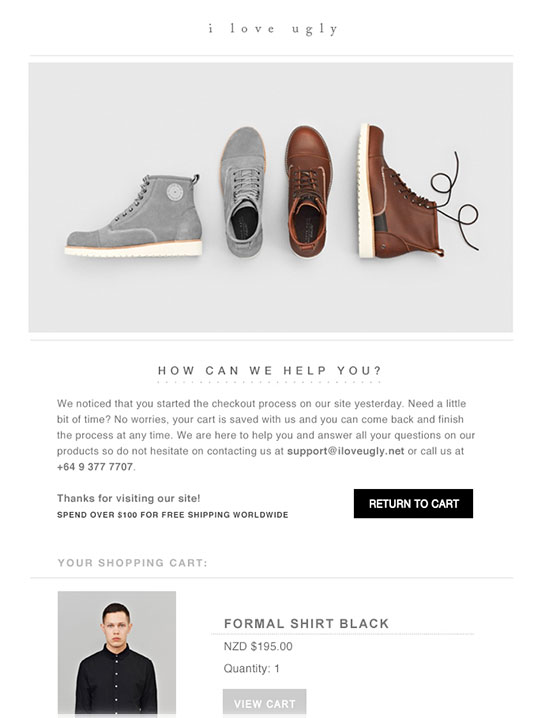 i love ugly
HOW CAN WE HELP YOU?
We noticed that you started the checkout process on our site yesterday. Need a little
bit of time? No worries, your cart is saved with us and you can come back and finish
the process at any time. We are here to help you and answer all your questions on our
products so do not hesitate on contacting us at support@iloveugly.net or call us at
+64 9 377 7707.
Thanks for visiting our site!
SPEND OVER $100 FOR FREE SHIPPING WORLDWIDE
RETURN TO CART
YOUR SHOPPING CART:
FORMAL SHIRT BLACK
NZD $195.00
Quantity: 1
VIEW CART